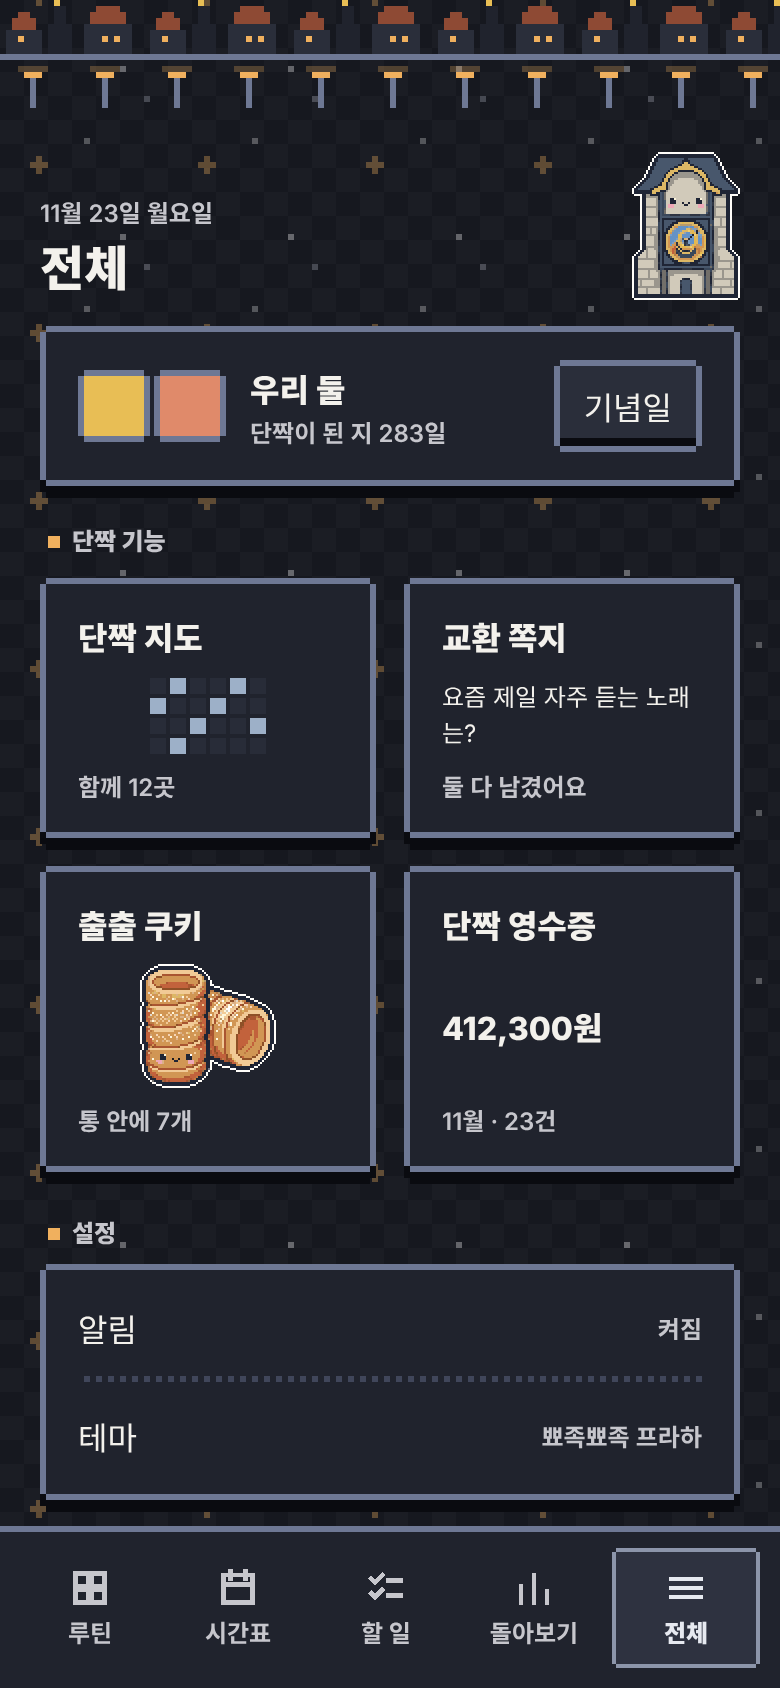 11월 23일 월요일
전체
우리 둘
단짝이 된 지 283일
기념일
단짝 기능
단짝 지도
함께 12곳
교환 쪽지
요즘 제일 자주 듣는 노래
는?
둘 다 남겼어요
출출 쿠키
통 안에 7개
단짝 영수증
412,300원
11월 · 23건
설정
알림
켜짐
테마
뾰족뾰족 프라하
루틴
시간표
할 일
돌아보기
전체